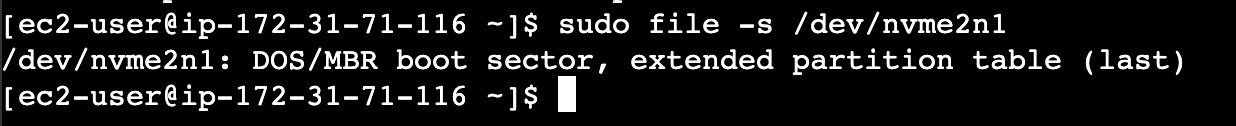 [ec2-user@ip-172-31-71-116 ~]$ sudo file -s /dev/nvme2n1
/dev/nvme2n1: DOS/MBR boot sector, extended partition table (last)
[ec2-user@ip-172-31-71-116 ~]$